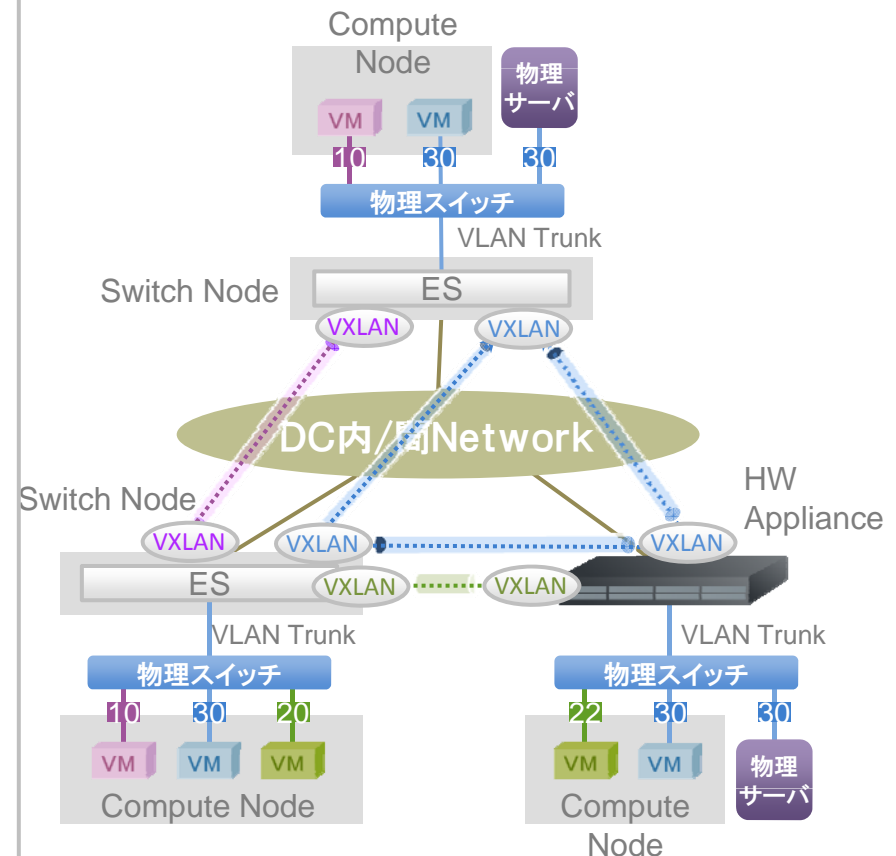 Compute
Node
物理
サーバ
VM
VM
10
30
30
物理スイッチ
VLAN Trunk
Switch Node
ES
VXLAN
VXLAN
DC内/間Network
Switch Node
HW
Appliance
VXLAN
VXLAN
VXLAN
ES
VXLAN
VXLAN
VLAN Trunk
VLAN Trunk
物理スイッチ
物理スイッチ
10
30
20
22
30
30
VM
VM
VM
VM
VM
物理
サーバ
Compute Node
Compute
Node